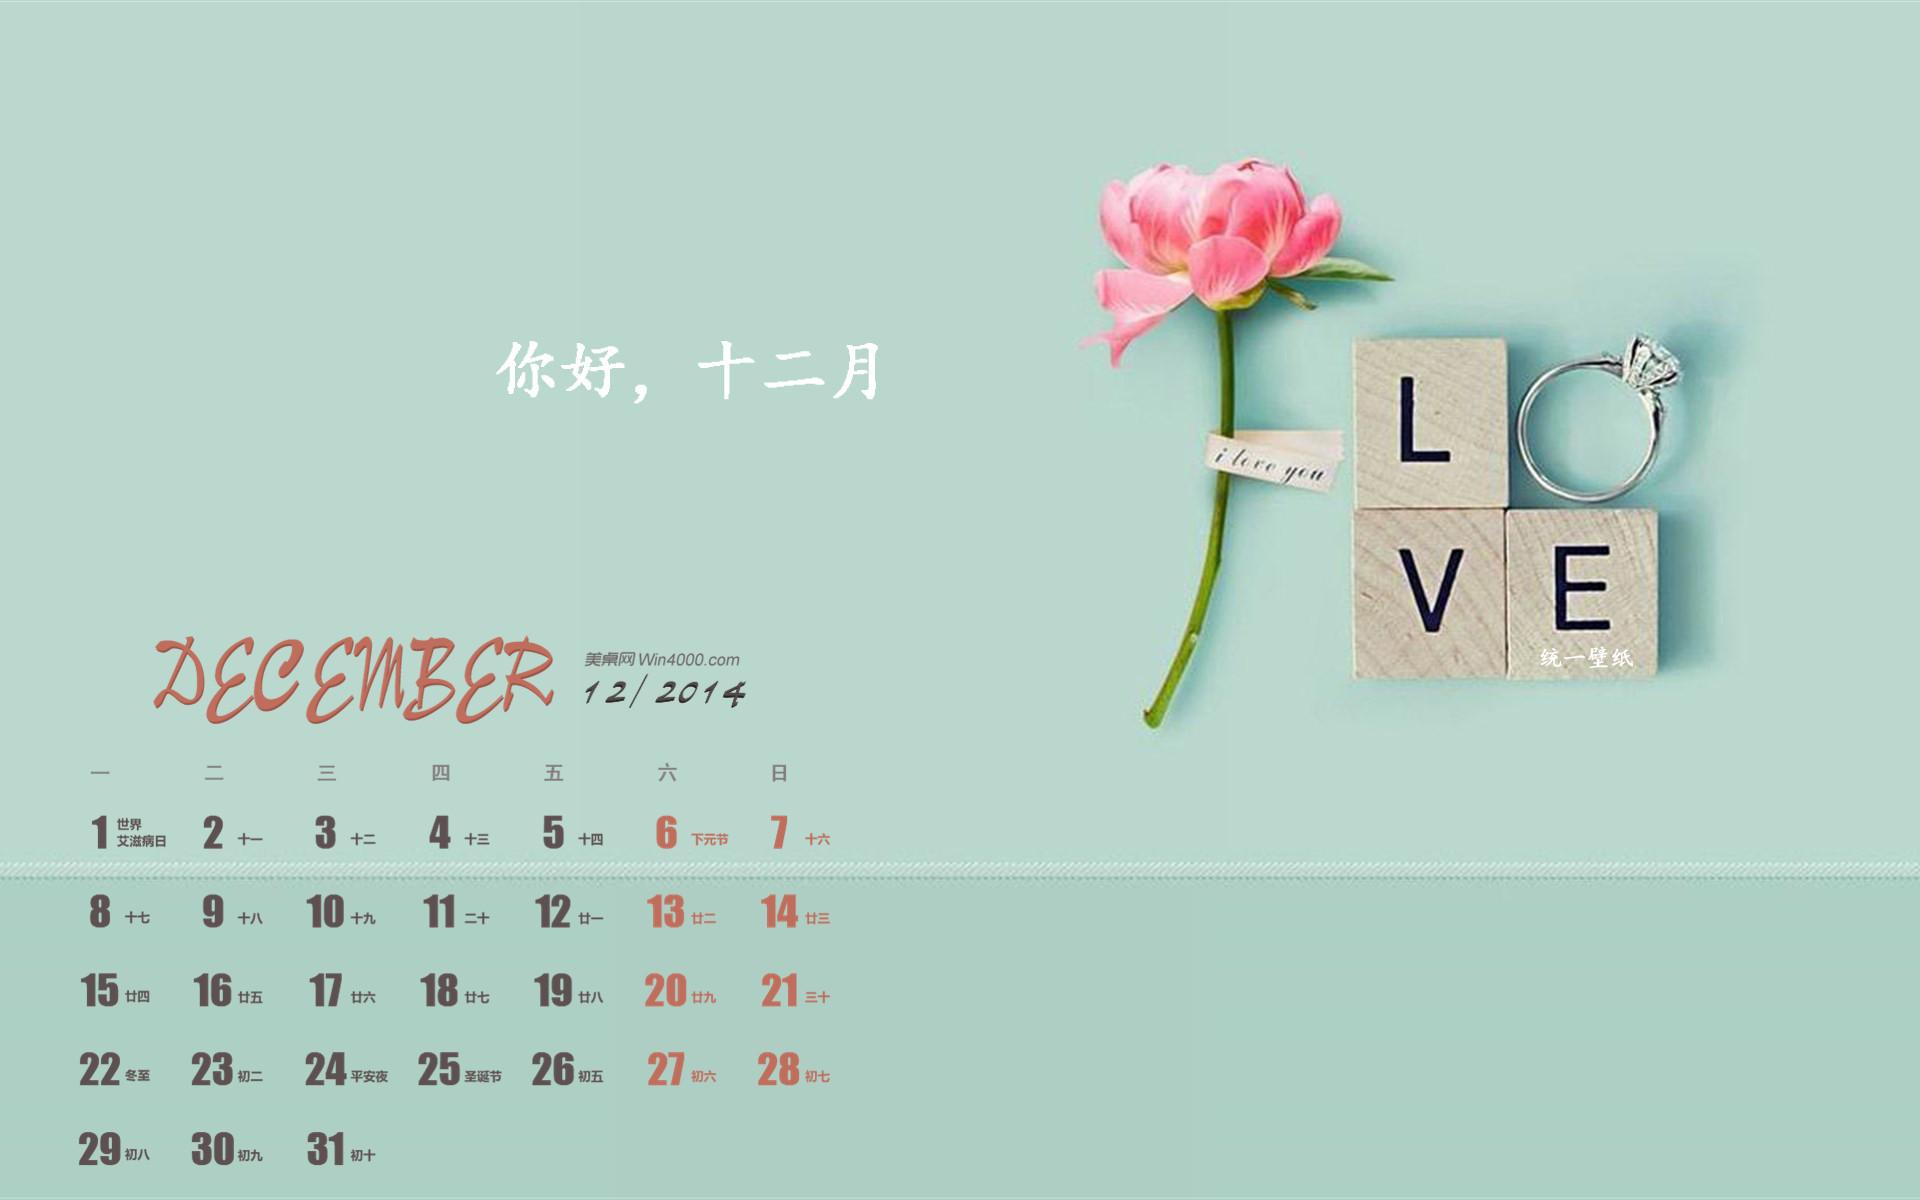 你好，十二月
i love you
L
V E
统一壁纸
DECEMBER
美桌网 Win4000.com
12/ 2014
一 二 三 四 五 六 日
1 世界艾滋病日 2 十一 3 十二 4 十三 5 十四 6 下元节 7 十六
8 十七 9 十八 10 十九 11 二十 12 廿一 13 廿二 14 廿三
15 廿四 16 廿五 17 廿六 18 廿七 19 廿八 20 廿九 21 三十
22 冬至 23 初二 24 平安夜 25 圣诞节 26 初五 27 初六 28 初七
29 初八 30 初九 31 初十